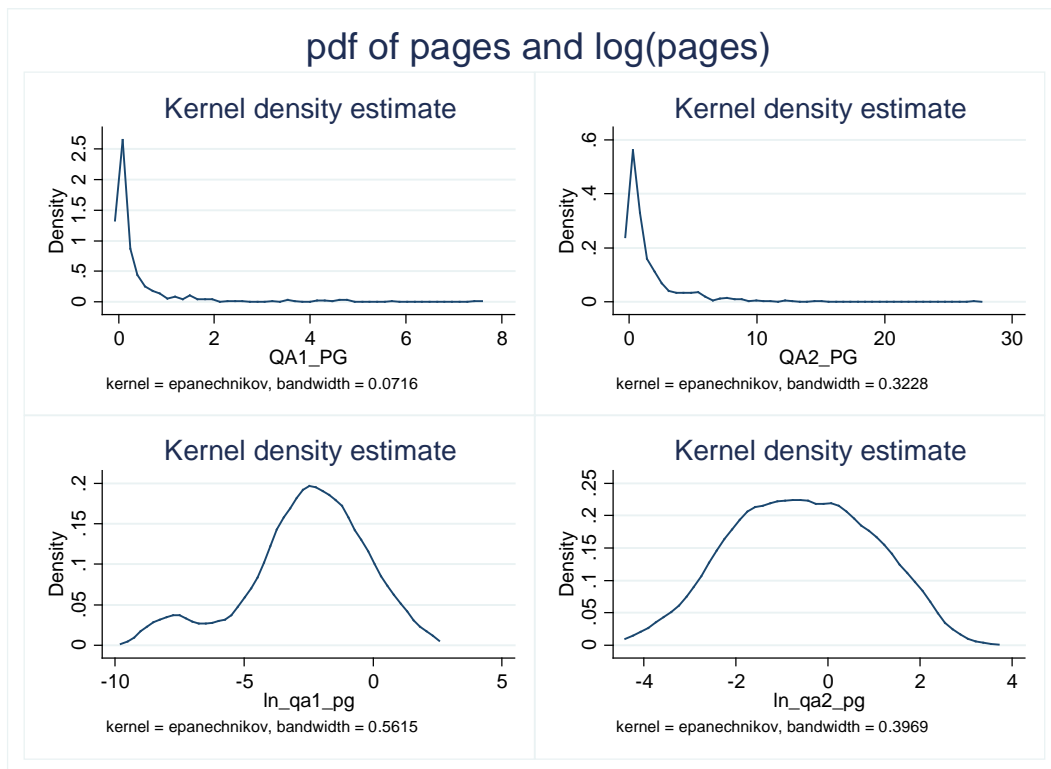 pdf of pages and log(pages)
Kernel density estimate
Density
0
.5
1
1.5
2
2.5
0 2 4 6 8
QA1_PG
kernel = epanechnikov, bandwidth = 0.0716
Kernel density estimate
Density
0
.2
.4
.6
0 10 20 30
QA2_PG
kernel = epanechnikov, bandwidth = 0.3228
Kernel density estimate
Density
0
.05
.1
.15
.2
-10 -5 0 5
ln_qa1_pg
kernel = epanechnikov, bandwidth = 0.5615
Kernel density estimate
Density
0
.05
.1
.15
.2
.25
-4 -2 0 2 4
ln_qa2_pg
kernel = epanechnikov, bandwidth = 0.3969